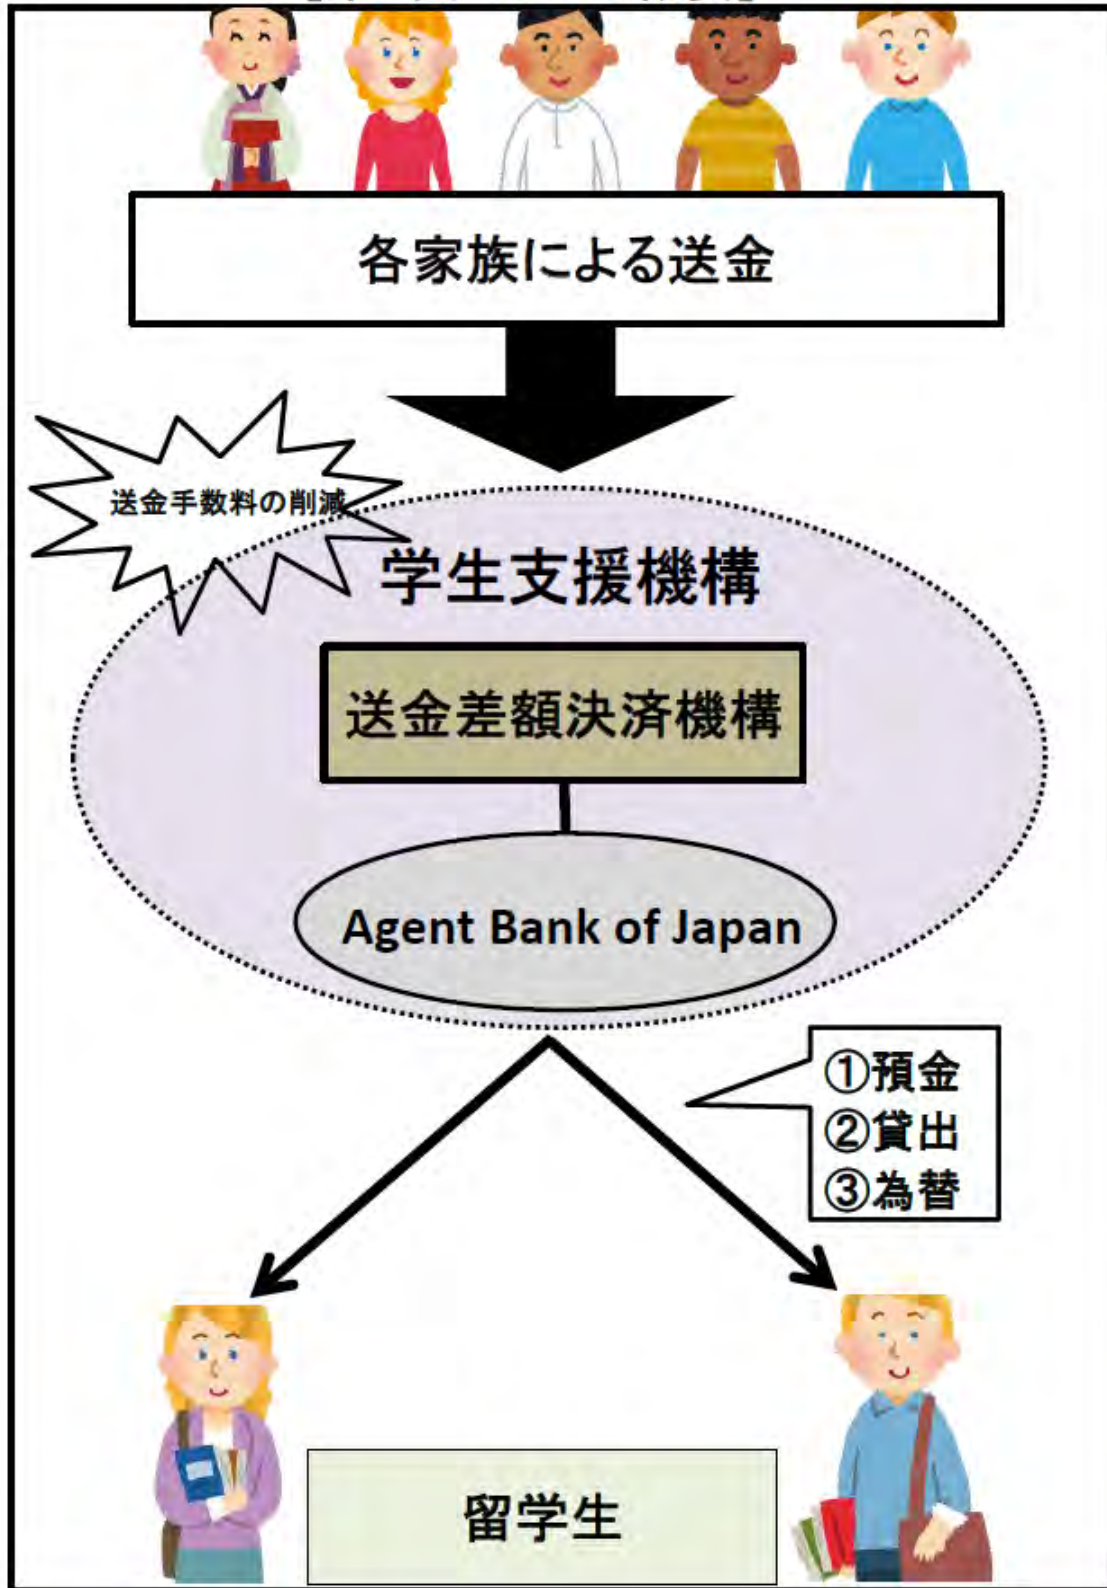 各家族による送金
送金手数料の削減
学生支援機構
送金差額決済機構
Agent Bank of Japan
①預金
②貸出
③為替
留学生